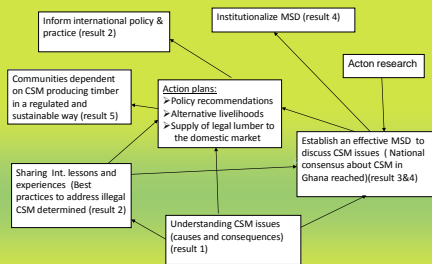 Inform international policy &
practice (result 2)
Institutionalize MSD (result 4)
Acton research
Communities dependent
on CSM producing timber
in a regulated and
sustainable way (result 5)
Action plans:
➢Policy recommendations
➢Alternative livelihoods
➢Supply of legal lumber to
the domestic market
Establish an effective MSD to
discuss CSM issues ( National
consensus about CSM in
Ghana reached)(result 3&4)
Sharing Int. lessons and
experiences (Best
practices to address illegal
CSM determined (result 2)
Understanding CSM issues
(causes and consequences)
(result 1)